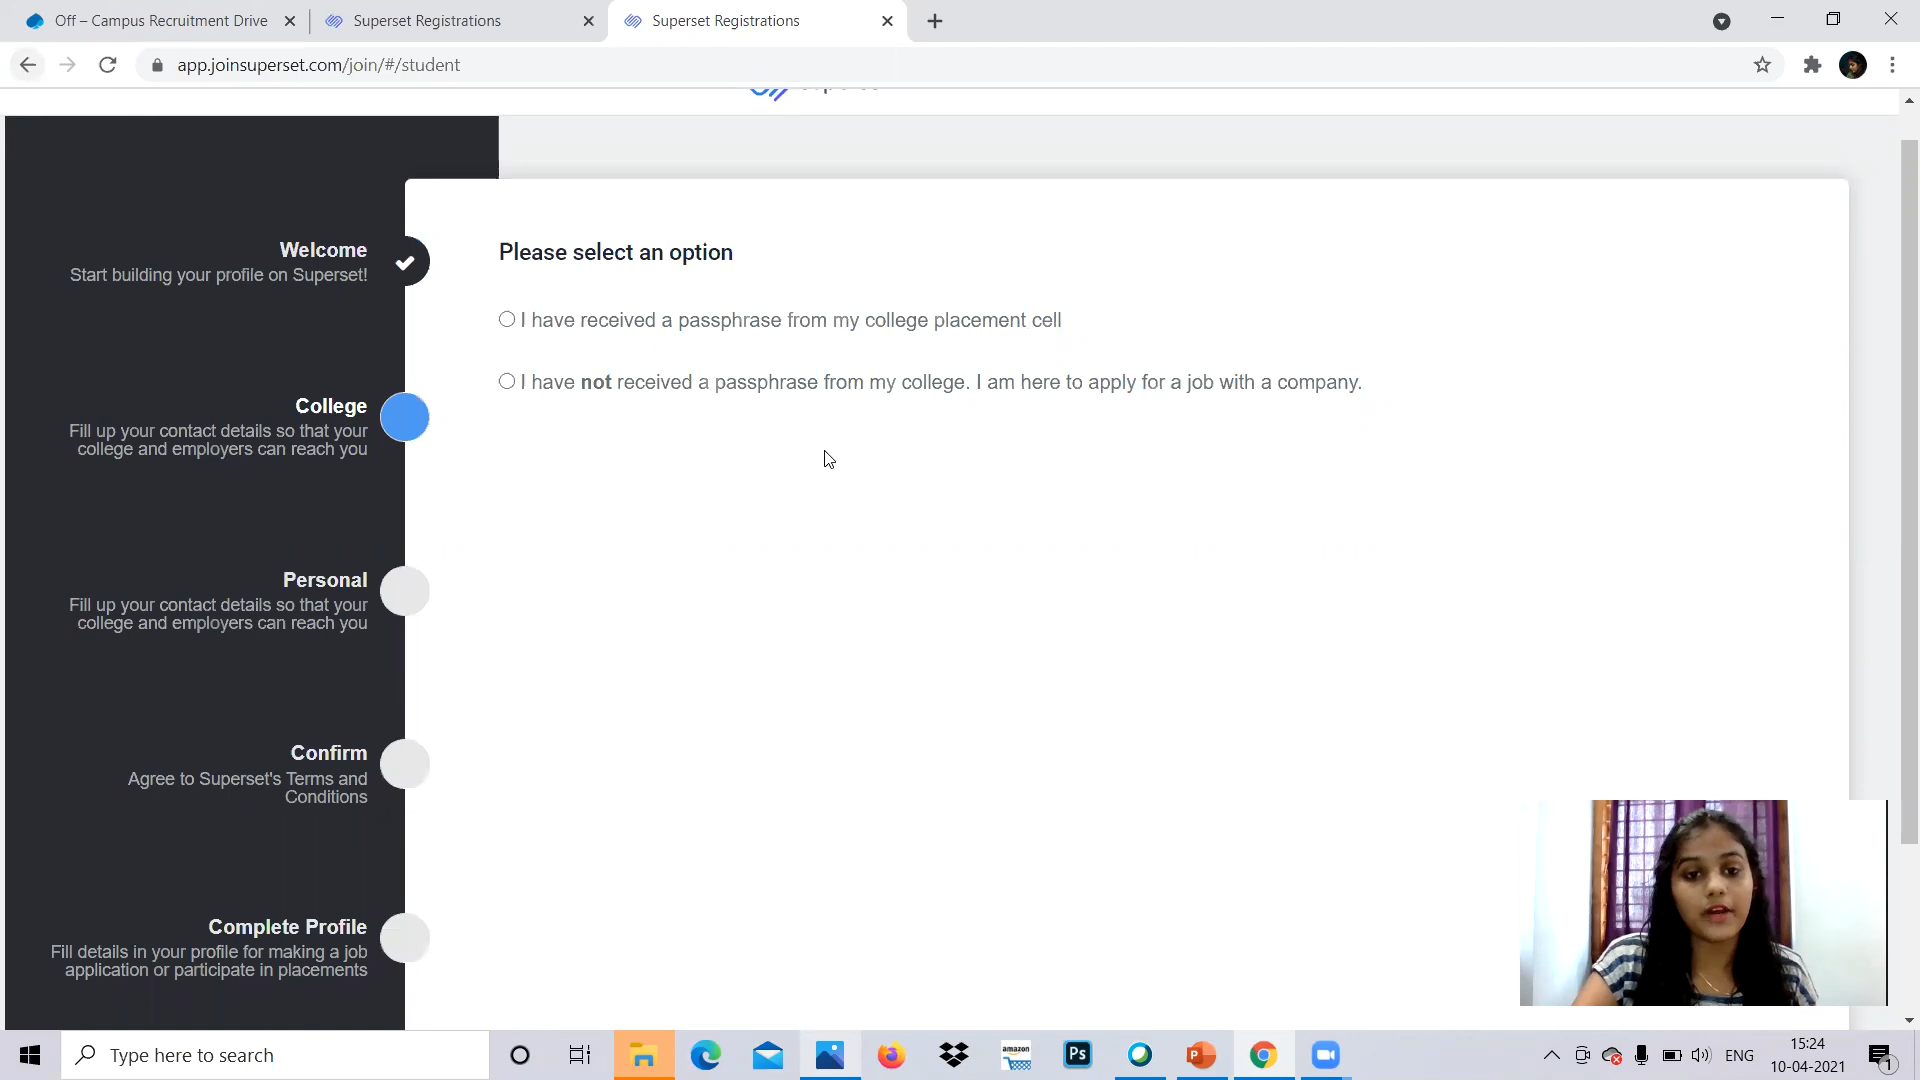 Off – Campus Recruitment Drive
Superset Registrations
Superset Registrations
app.joinsuperset.com/join/#/student
Welcome
Start building your profile on Superset!
College
Fill up your contact details so that your
college and employers can reach you
Personal
Fill up your contact details so that your
college and employers can reach you
Confirm
Agree to Superset's Terms and
Conditions
Complete Profile
Fill details in your profile for making a job
application or participate in placements
Please select an option
I have received a passphrase from my college placement cell
I have not received a passphrase from my college. I am here to apply for a job with a company.
Type here to search
amazon
Ps
ENG
15:24
10-04-2021
1